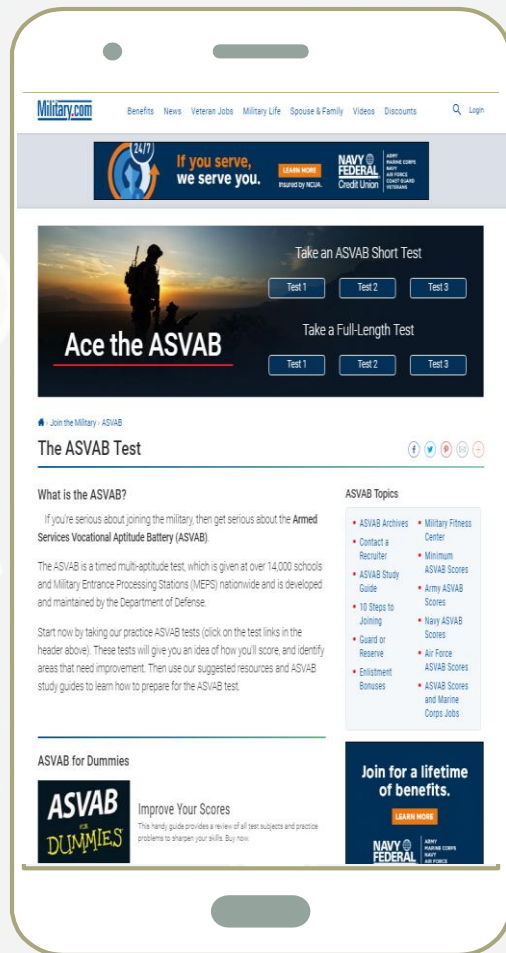 Military.com
Benefits News Veteran Jobs Military Life Spouse & Family Videos Discounts Login
24/7
If you serve,
we serve you.
LEARN MORE
Insured by NCUA.
NAVY
FEDERAL
Credit Union
ARMY
MARINE CORPS
NAVY
AIR FORCE
COAST GUARD
VETERANS
Take an ASVAB Short Test
Test 1 Test 2 Test 3
Take a Full-Length Test
Ace the ASVAB
Test 1 Test 2 Test 3
Join the Military ASVAB
The ASVAB Test
What is the ASVAB?
If you're serious about joining the military, then get serious about the Armed
Services Vocational Aptitude Battery (ASVAB).
The ASVAB is a timed multi-aptitude test, which is given at over 14,000 schools
and Military Entrance Processing Stations (MEPS) nationwide and is developed
and maintained by the Department of Defense.
Start now by taking our practice ASVAB tests (click on the test links in the
header above). These tests will give you an idea of how you'll score, and identify
areas that need improvement. Then use our suggested resources and ASVAB
study guides to learn how to prepare for the ASVAB test.
ASVAB Topics
• ASVAB Archives
• Contact a
Recruiter
• ASVAB Study
Guide
• 10 Steps to
Joining
• Guard or
Reserve
• Enlistment
Bonuses
• Military Fitness
Center
• Minimum
ASVAB Scores
• Army ASVAB
Scores
• Navy ASVAB
Scores
• Air Force
ASVAB Scores
• ASVAB Scores
and Marine
Corps Jobs
ASVAB for Dummies
ASVAB
FOR
DUMMIES
Improve Your Scores
This handy guide provides a review of all test subjects and practice
problems to sharpen your skills. Buy now.
Join for a lifetime
of benefits.
LEARN MORE
NAVY
FEDERAL
ARMY
MARINE CORPS
NAVY
AIR FORCE